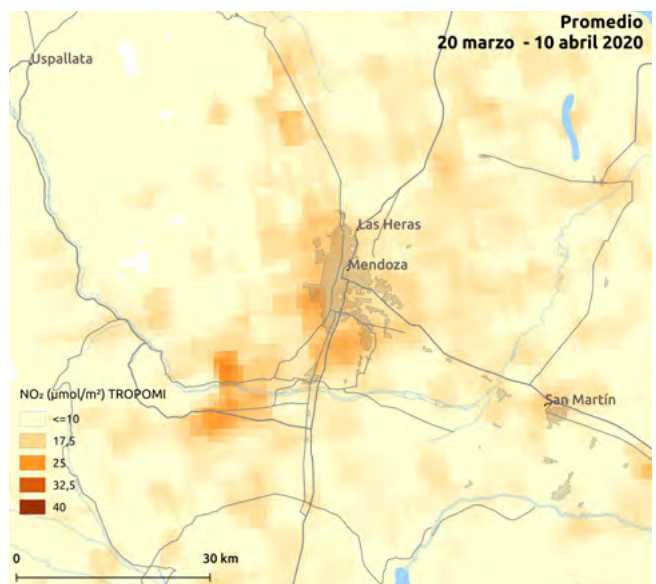 Promedio
20 marzo - 10 abril 2020
Uspallata
Las Heras
Mendoza
San Martín
NO₂ (µmol/m²) TROPOMI
<=10
17,5
25
32,5
40
0 30 km